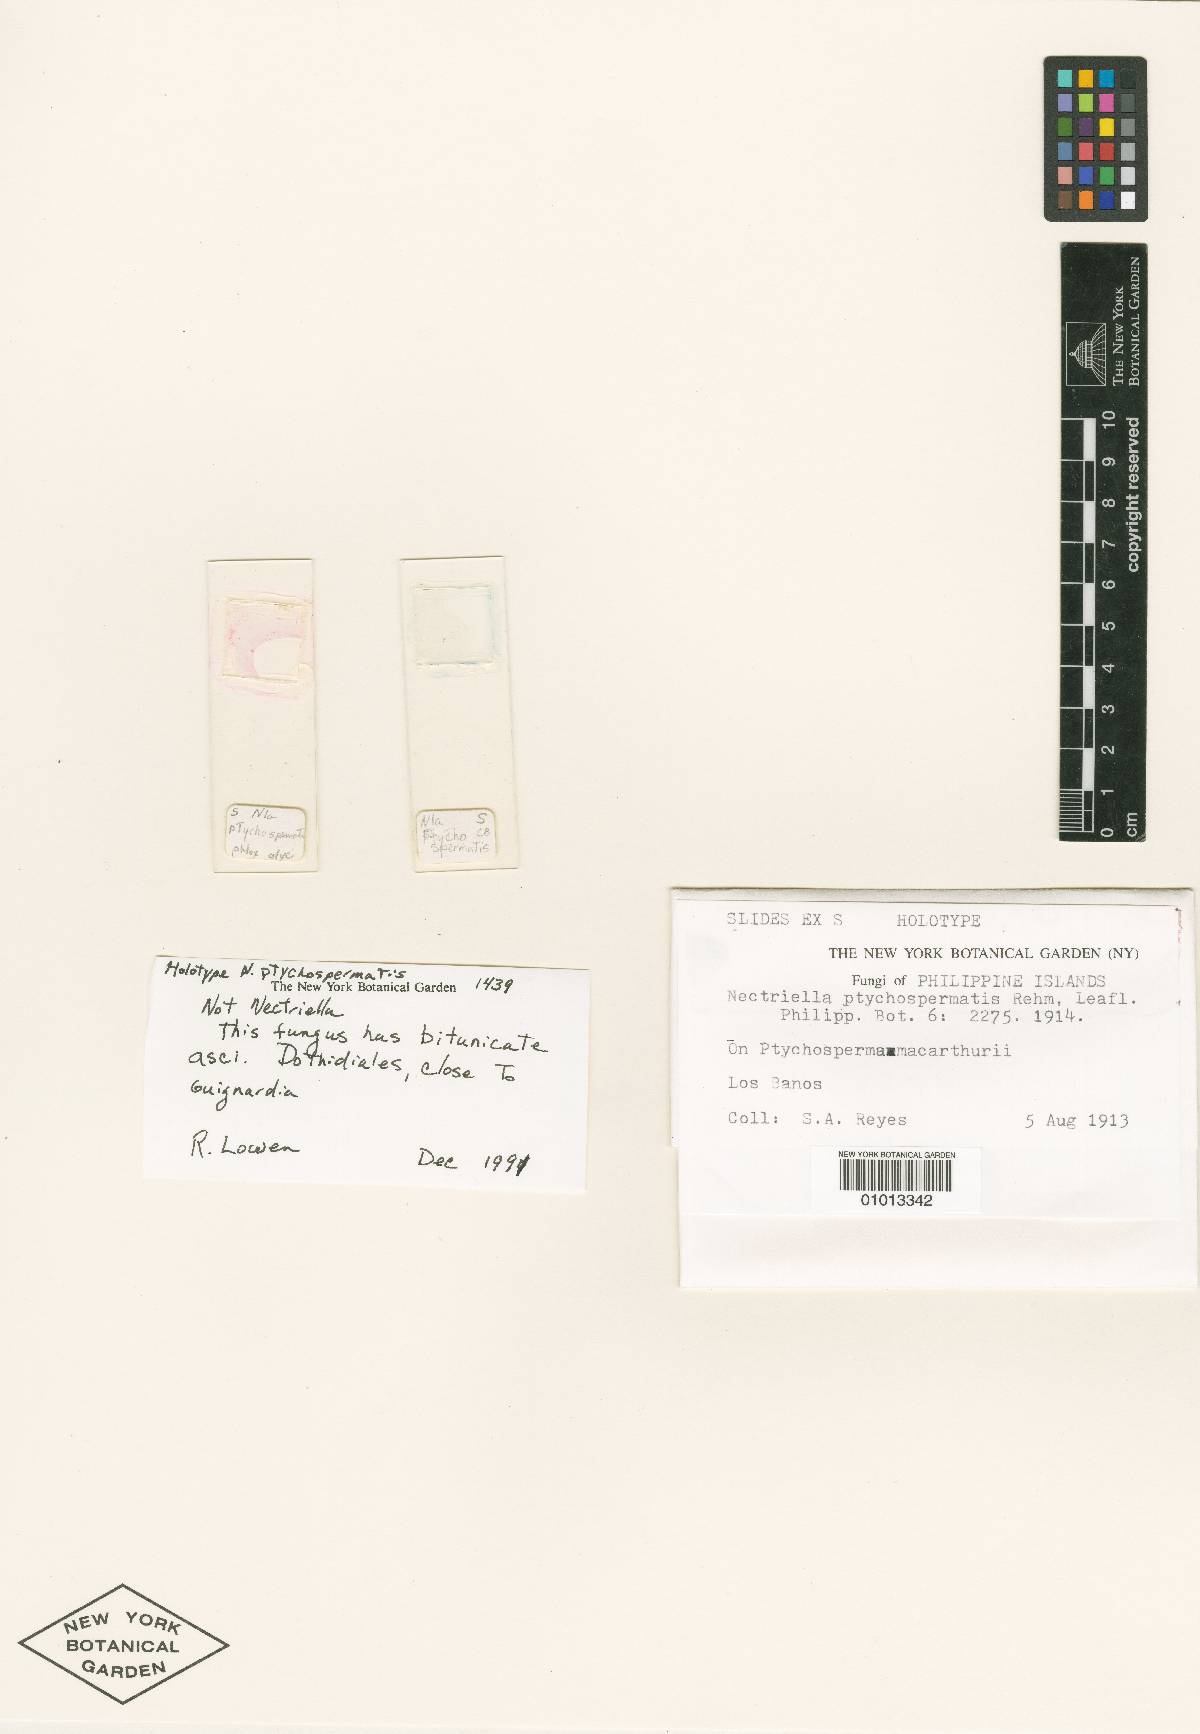 THE NEW YORK
BOTANICAL GARDEN
0 1 2 3 4 5 6 7 8 9 10
cm
copyright reserved
S Nla
ptychospermatis
phlox glyc
Nla S
ptycho CB
spermatis
Holotype N. ptychospermatis
The New York Botanical Garden 1439
Not Nectriella
This fungus has bitunicate
asci. Dothidiales, close to
Guignardia
R. Lowen
Dec 1991
SLIDES EX S HOLOTYPE
THE NEW YORK BOTANICAL GARDEN (NY)
Fungi of PHILIPPINE ISLANDS
Nectriella ptychospermatis Rehm, Leafl.
Philipp. Bot. 6: 2275. 1914.
On Ptychosperma macarthurii
Los Banos
Coll: S.A. Reyes 5 Aug 1913
NEW YORK BOTANICAL GARDEN
01013342
NEW YORK
BOTANICAL
GARDEN